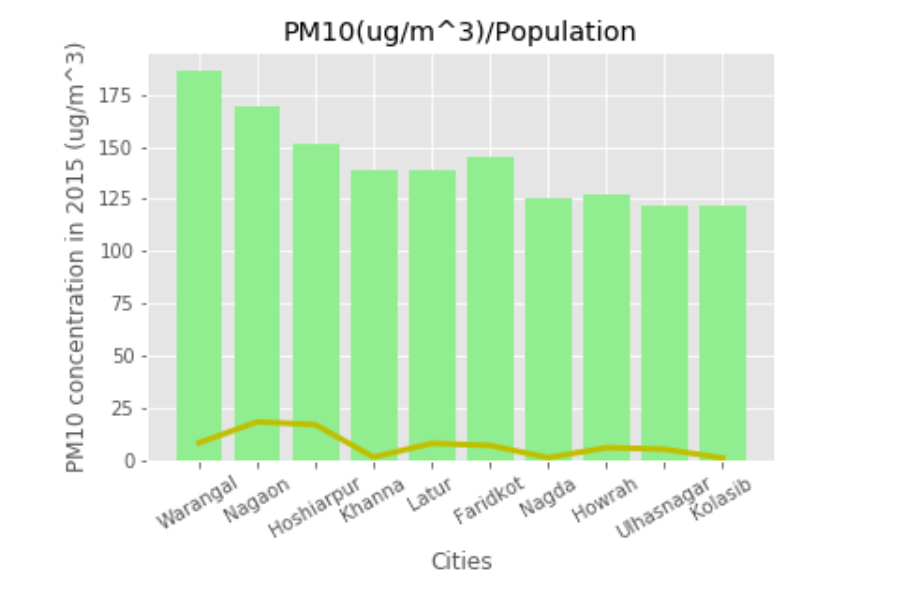 PM10(ug/m^3)/Population
PM10 concentration in 2015 (ug/m^3)
175
150
125
100
75
50
25
0
Warangal
Nagaon
Hoshiarpur
Khanna
Latur
Faridkot
Nagda
Howrah
Ulhasnagar
Kolasib
Cities